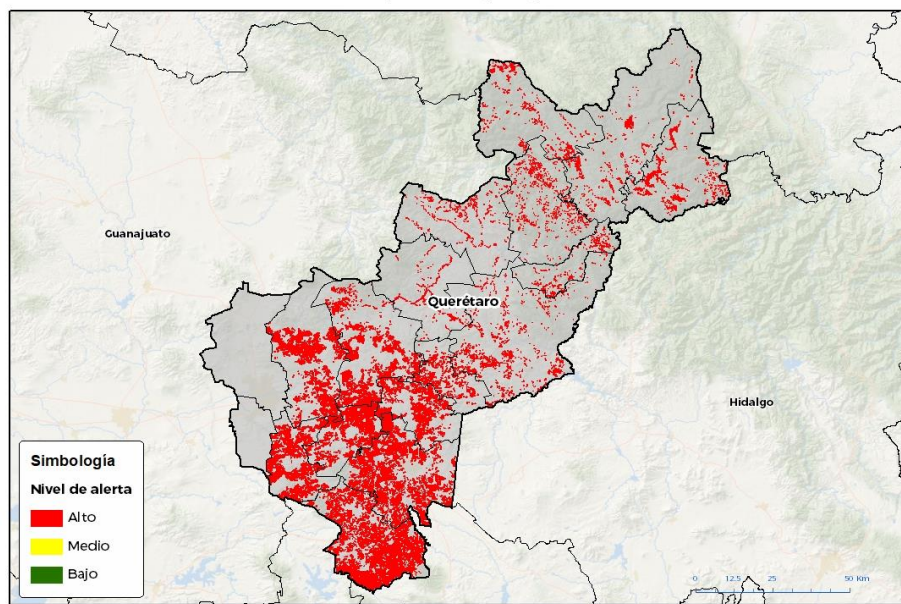 Guanajuato
Querétaro
Hidalgo
Simbología
Nivel de alerta
Alto
Medio
Bajo
0 12.5 25 50 Km